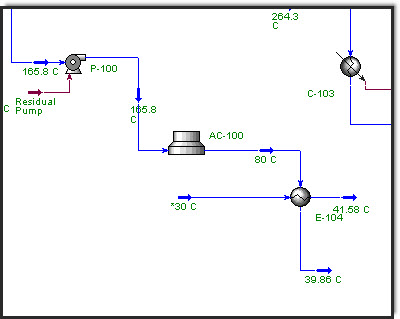 264.3
C
165.8 C
P-100
C-103
C
Residual
Pump
165.8
C
AC-100
80 C
*30 C
41.58 C
E-104
39.86 C